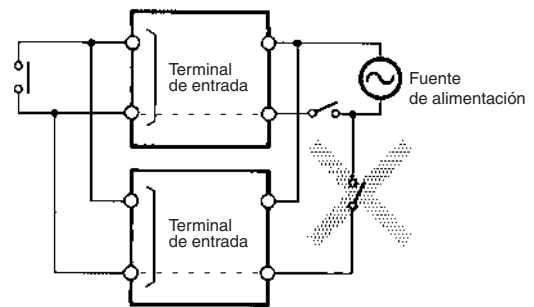 Terminal
de entrada
Fuente
de alimentación
Terminal
de entrada